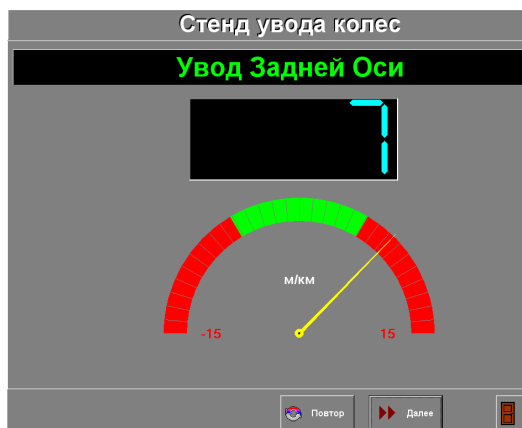 Стенд увода колес
Увод Задней Оси
7
м/км
-15
15
Повтор
Далее